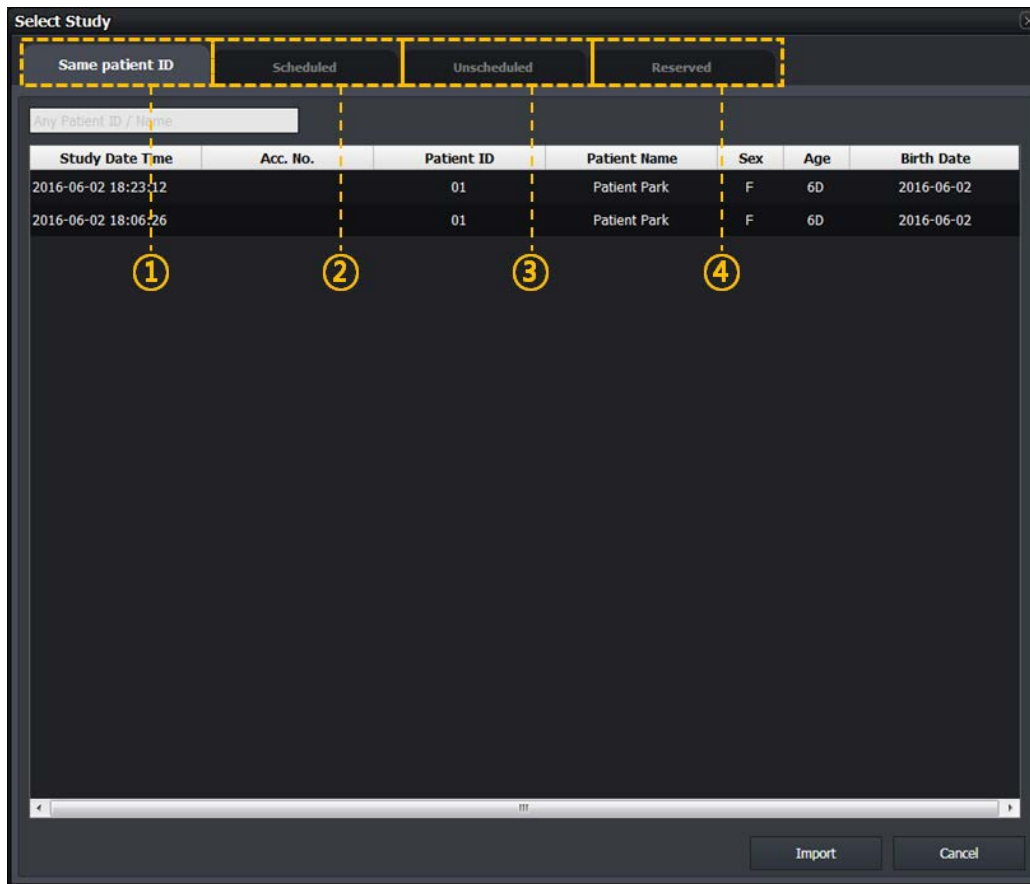 Select Study
Same patient ID Scheduled Unscheduled Reserved
Any Patient ID / Name
Study Date Time Acc. No. Patient ID Patient Name Sex Age Birth Date
2016-06-02 18:23:12 01 Patient Park F 6D 2016-06-02
2016-06-02 18:06:26 01 Patient Park F 6D 2016-06-02
① ② ③ ④
Import Cancel